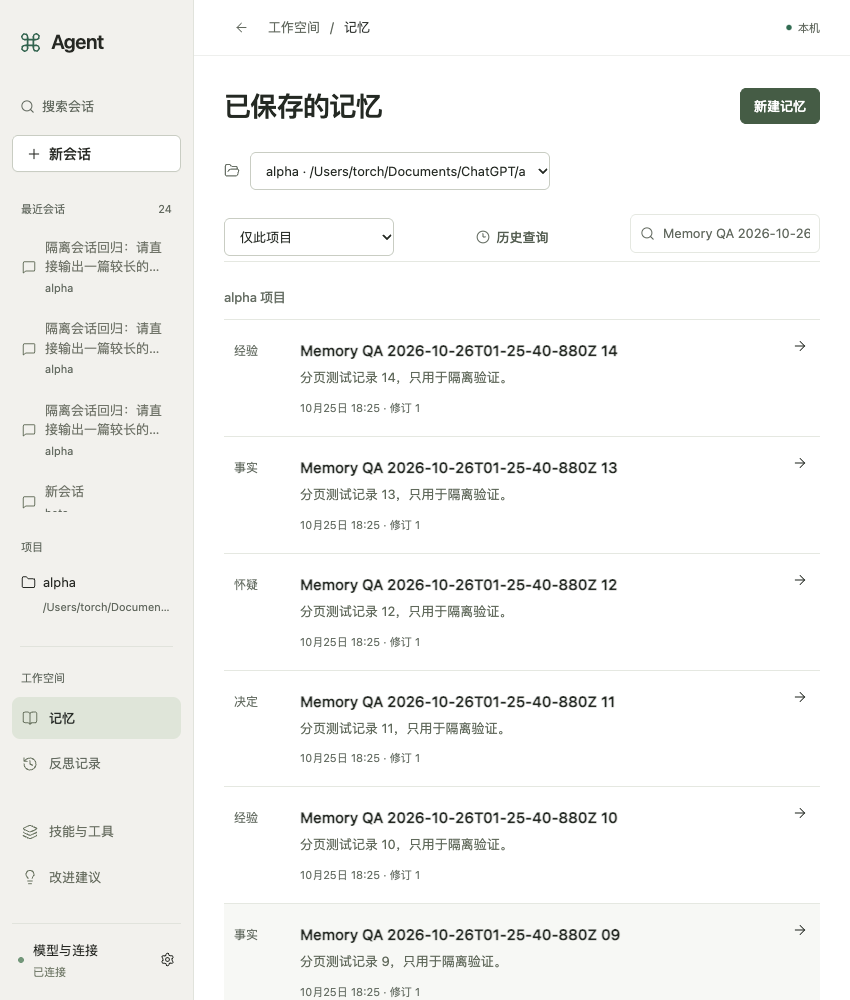 Agent
搜索会话
新会话
最近会话 24
隔离会话回归：请直
接输出一篇较长的...
alpha
隔离会话回归：请直
接输出一篇较长的...
alpha
隔离会话回归：请直
接输出一篇较长的...
alpha
新会话
项目
alpha
/Users/torch/Documen...
工作空间
记忆
反思记录
技能与工具
改进建议
模型与连接
已连接
工作空间 / 记忆
本机
已保存的记忆
新建记忆
alpha · /Users/torch/Documents/ChatGPT/a
仅此项目
历史查询
Memory QA 2026-10-26
alpha 项目
经验
Memory QA 2026-10-26T01-25-40-880Z 14
分页测试记录 14，只用于隔离验证。
10月25日 18:25 · 修订 1
事实
Memory QA 2026-10-26T01-25-40-880Z 13
分页测试记录 13，只用于隔离验证。
10月25日 18:25 · 修订 1
怀疑
Memory QA 2026-10-26T01-25-40-880Z 12
分页测试记录 12，只用于隔离验证。
10月25日 18:25 · 修订 1
决定
Memory QA 2026-10-26T01-25-40-880Z 11
分页测试记录 11，只用于隔离验证。
10月25日 18:25 · 修订 1
经验
Memory QA 2026-10-26T01-25-40-880Z 10
分页测试记录 10，只用于隔离验证。
10月25日 18:25 · 修订 1
事实
Memory QA 2026-10-26T01-25-40-880Z 09
分页测试记录 9，只用于隔离验证。
10月25日 18:25 · 修订 1